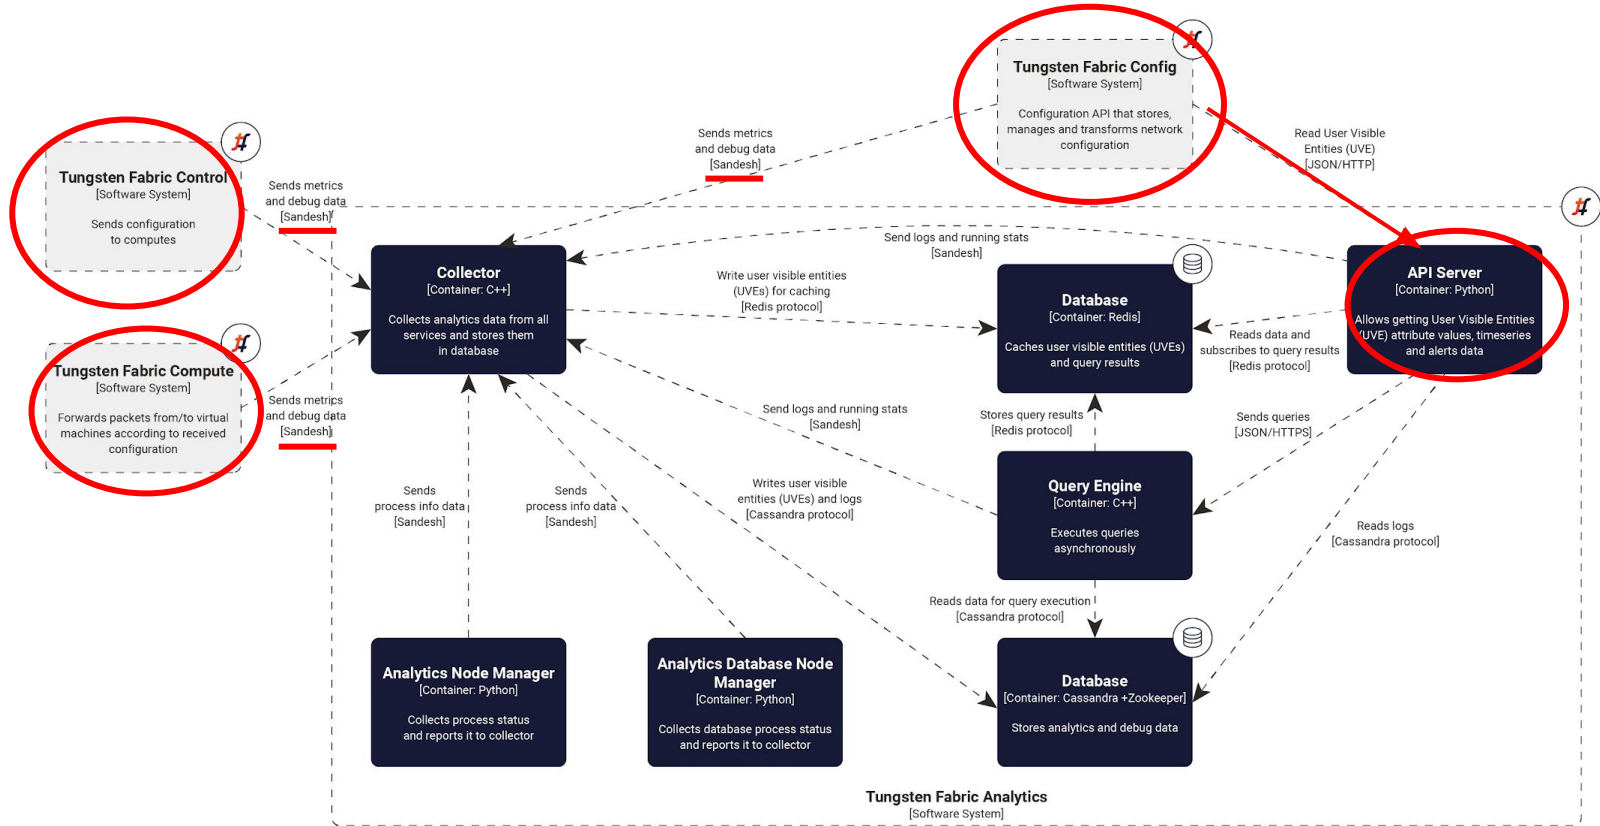 Tungsten Fabric Config
[Software System]
Configuration API that stores,
manages and transforms network
configuration
Sends metrics
and debug data
[Sandesh]
Read User Visible
Entities (UVE)
[JSON/HTTP]
Tungsten Fabric Control
[Software System]
Sends configuration
to computes
Sends metrics
and debug data
[Sandesh]
Tungsten Fabric Compute
[Software System]
Forwards packets from/to virtual
machines according to received
configuration
Sends metrics
and debug data
[Sandesh]
Collector
[Container: C++]
Collects analytics data from all
services and stores them
in database
Send logs and running stats
[Sandesh]
Write user visible entities
(UVEs) for caching
[Redis protocol]
Database
[Container: Redis]
Caches user visible entities (UVEs)
and query results
API Server
[Container: Python]
Allows getting User Visible Entities
(UVE) attribute values, timeseries
and alerts data
Reads data and
subscribes to query results
[Redis protocol]
Send logs and running stats
[Sandesh]
Stores query results
[Redis protocol]
Sends queries
[JSON/HTTPS]
Sends
process info data
[Sandesh]
Sends
process info data
[Sandesh]
Writes user visible
entities (UVEs) and logs
[Cassandra protocol]
Query Engine
[Container: C++]
Executes queries
asynchronously
Reads logs
[Cassandra protocol]
Reads data for query execution
[Cassandra protocol]
Analytics Node Manager
[Container: Python]
Collects process status
and reports it to collector
Analytics Database Node
Manager
[Container: Python]
Collects database process status
and reports it to collector
Database
[Container: Cassandra +Zookeeper]
Stores analytics and debug data
Tungsten Fabric Analytics
[Software System]